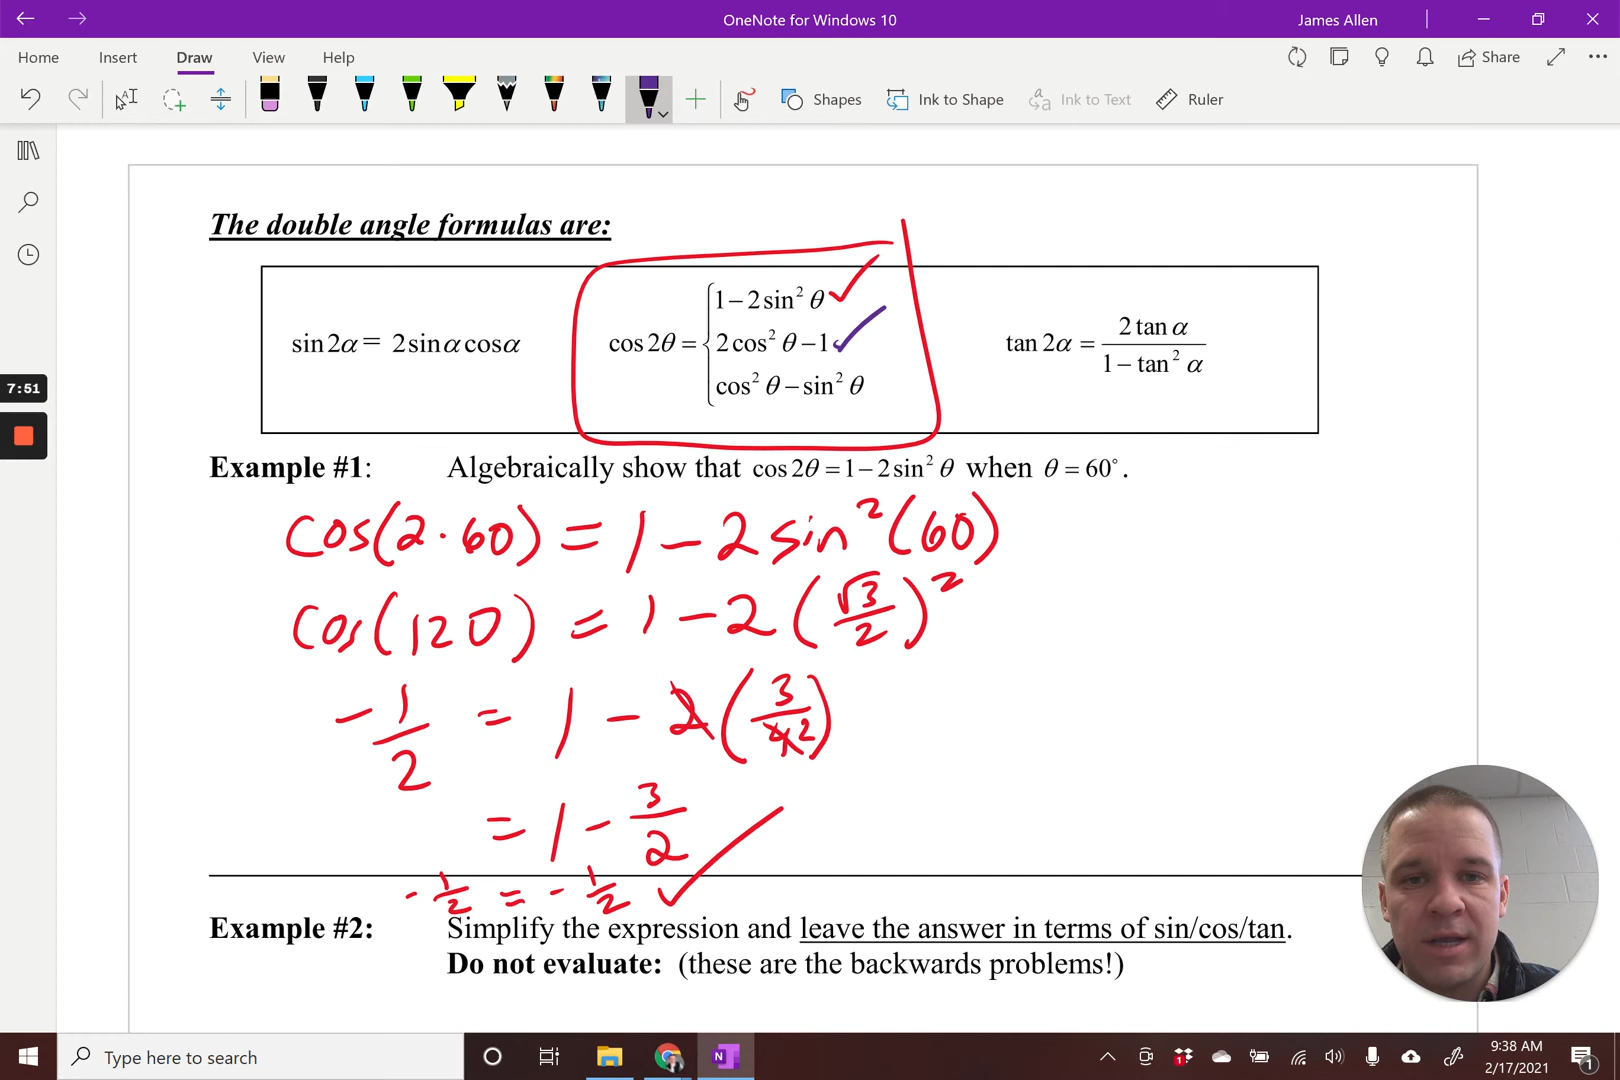 OneNote for Windows 10
James Allen
Home Insert Draw View Help
Share
Shapes Ink to Shape Ink to Text Ruler
The double angle formulas are:
sin 2α = 2 sin α cos α
cos 2θ = { 1 − 2 sin² θ
2 cos² θ − 1
cos² θ − sin² θ
tan 2α = 2 tan α / (1 − tan² α)
7:51
Example #1: Algebraically show that cos 2θ = 1 − 2 sin² θ when θ = 60°.
cos(2·60) = 1 − 2 sin²(60)
cos(120) = 1 − 2 (√3/2)²
−1/2 = 1 − 2 (3/4 2)
= 1 − 3/2
−1/2 = −1/2
Example #2: Simplify the expression and leave the answer in terms of sin/cos/tan.
Do not evaluate: (these are the backwards problems!)
Type here to search
1
9:38 AM
2/17/2021
1